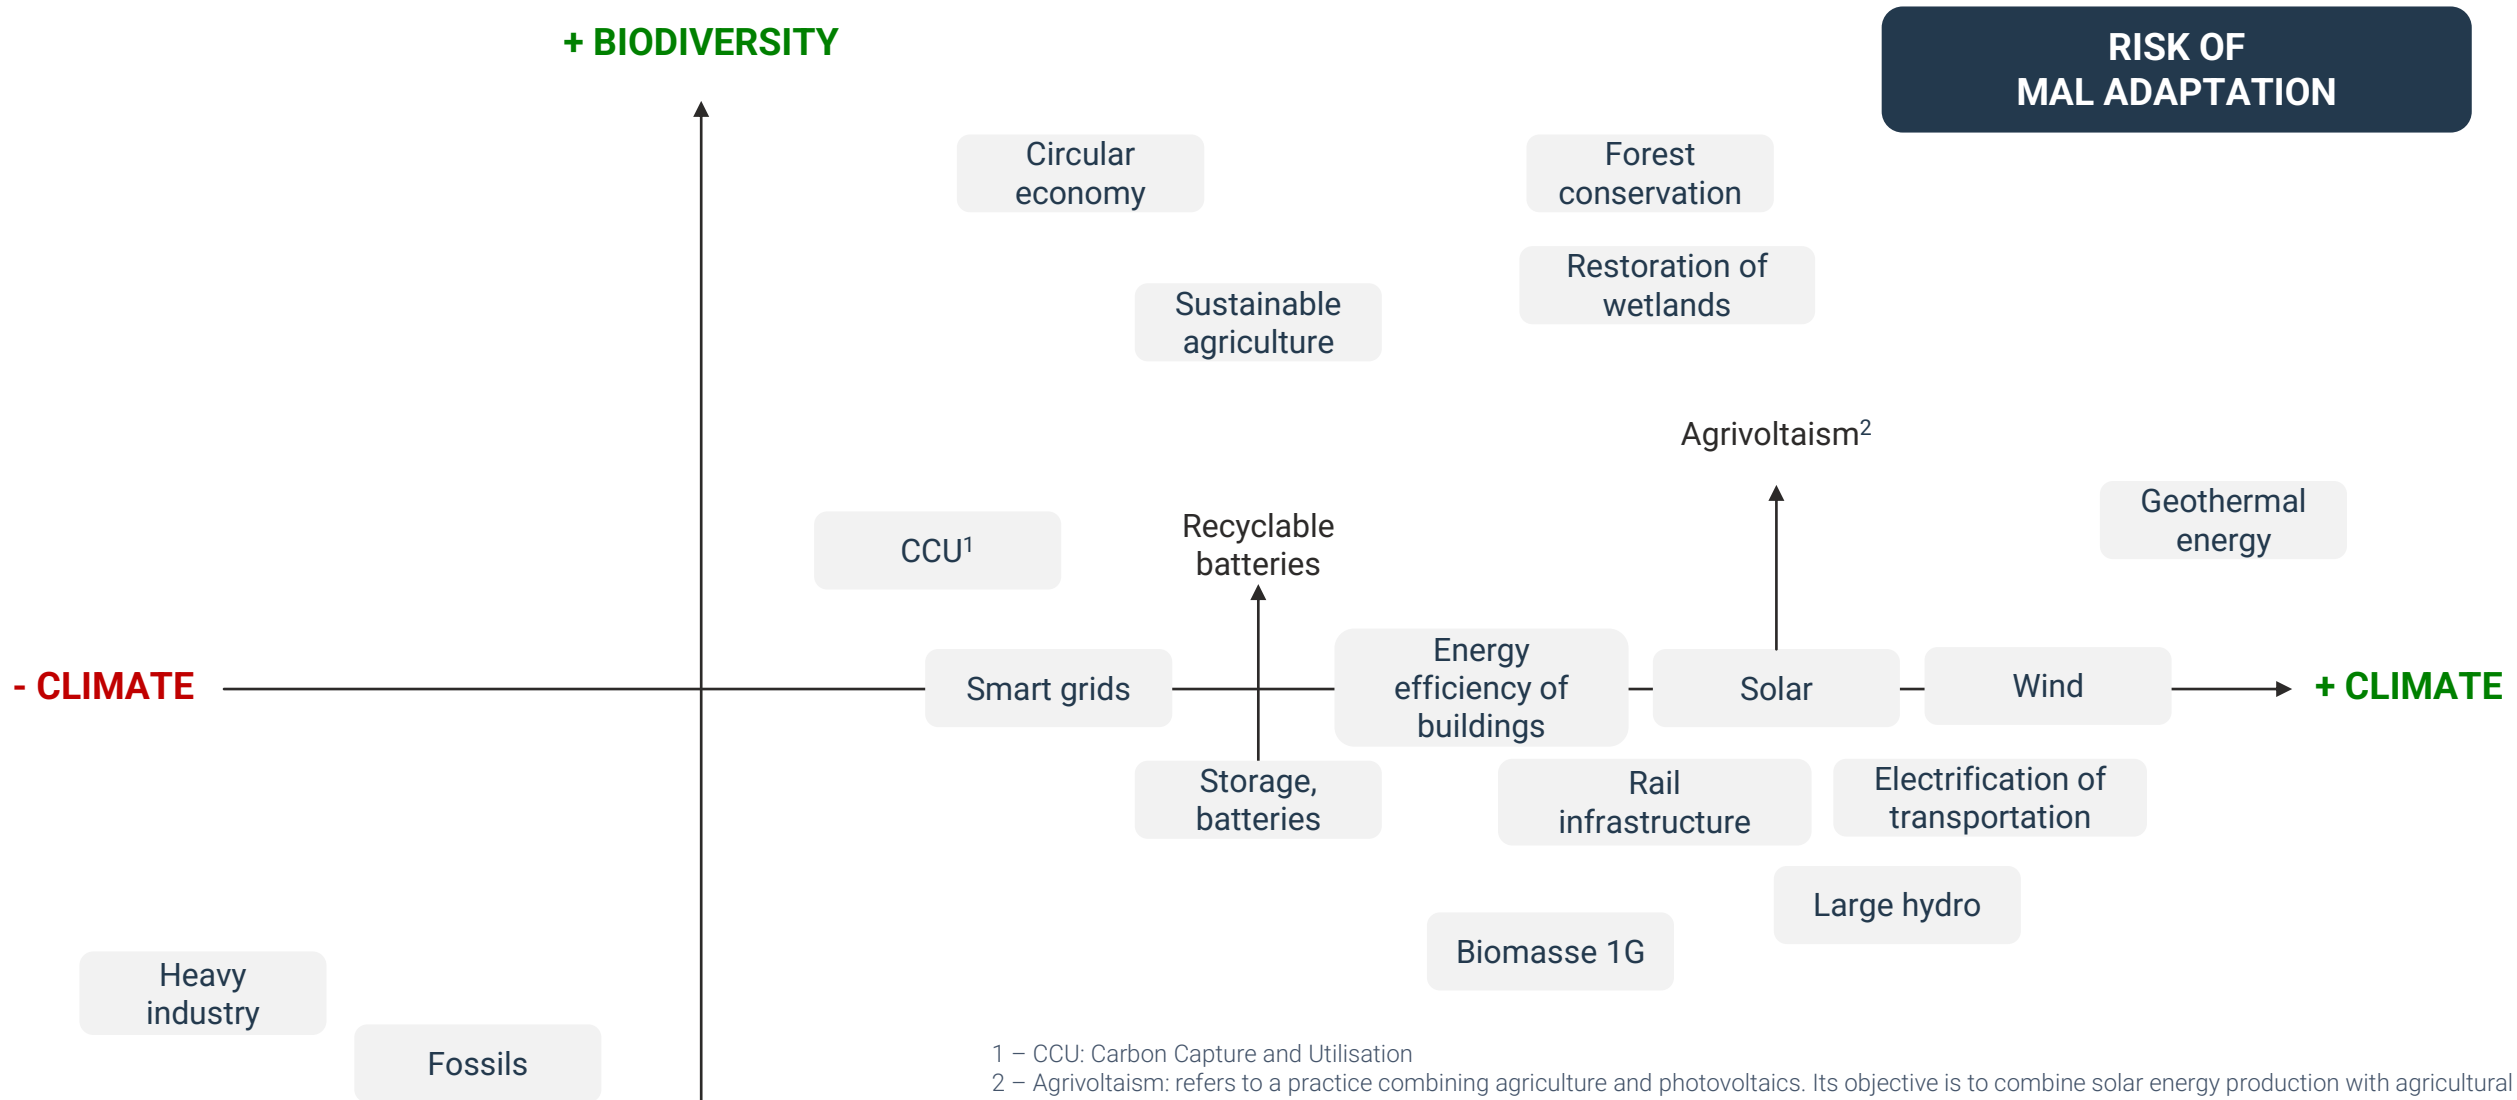 + BIODIVERSITY
RISK OF
MAL ADAPTATION
Circular
economy
Forest
conservation
Restoration of
wetlands
Sustainable
agriculture
Agrivoltaism²
Geothermal
energy
CCU¹
Recyclable
batteries
- CLIMATE
Smart grids
Energy
efficiency of
buildings
Solar
Wind
+ CLIMATE
Storage,
batteries
Rail
infrastructure
Electrification of
transportation
Large hydro
Biomasse 1G
Heavy
industry
Fossils
1 – CCU: Carbon Capture and Utilisation
2 – Agrivoltaism: refers to a practice combining agriculture and photovoltaics. Its objective is to combine solar energy production with agricultural